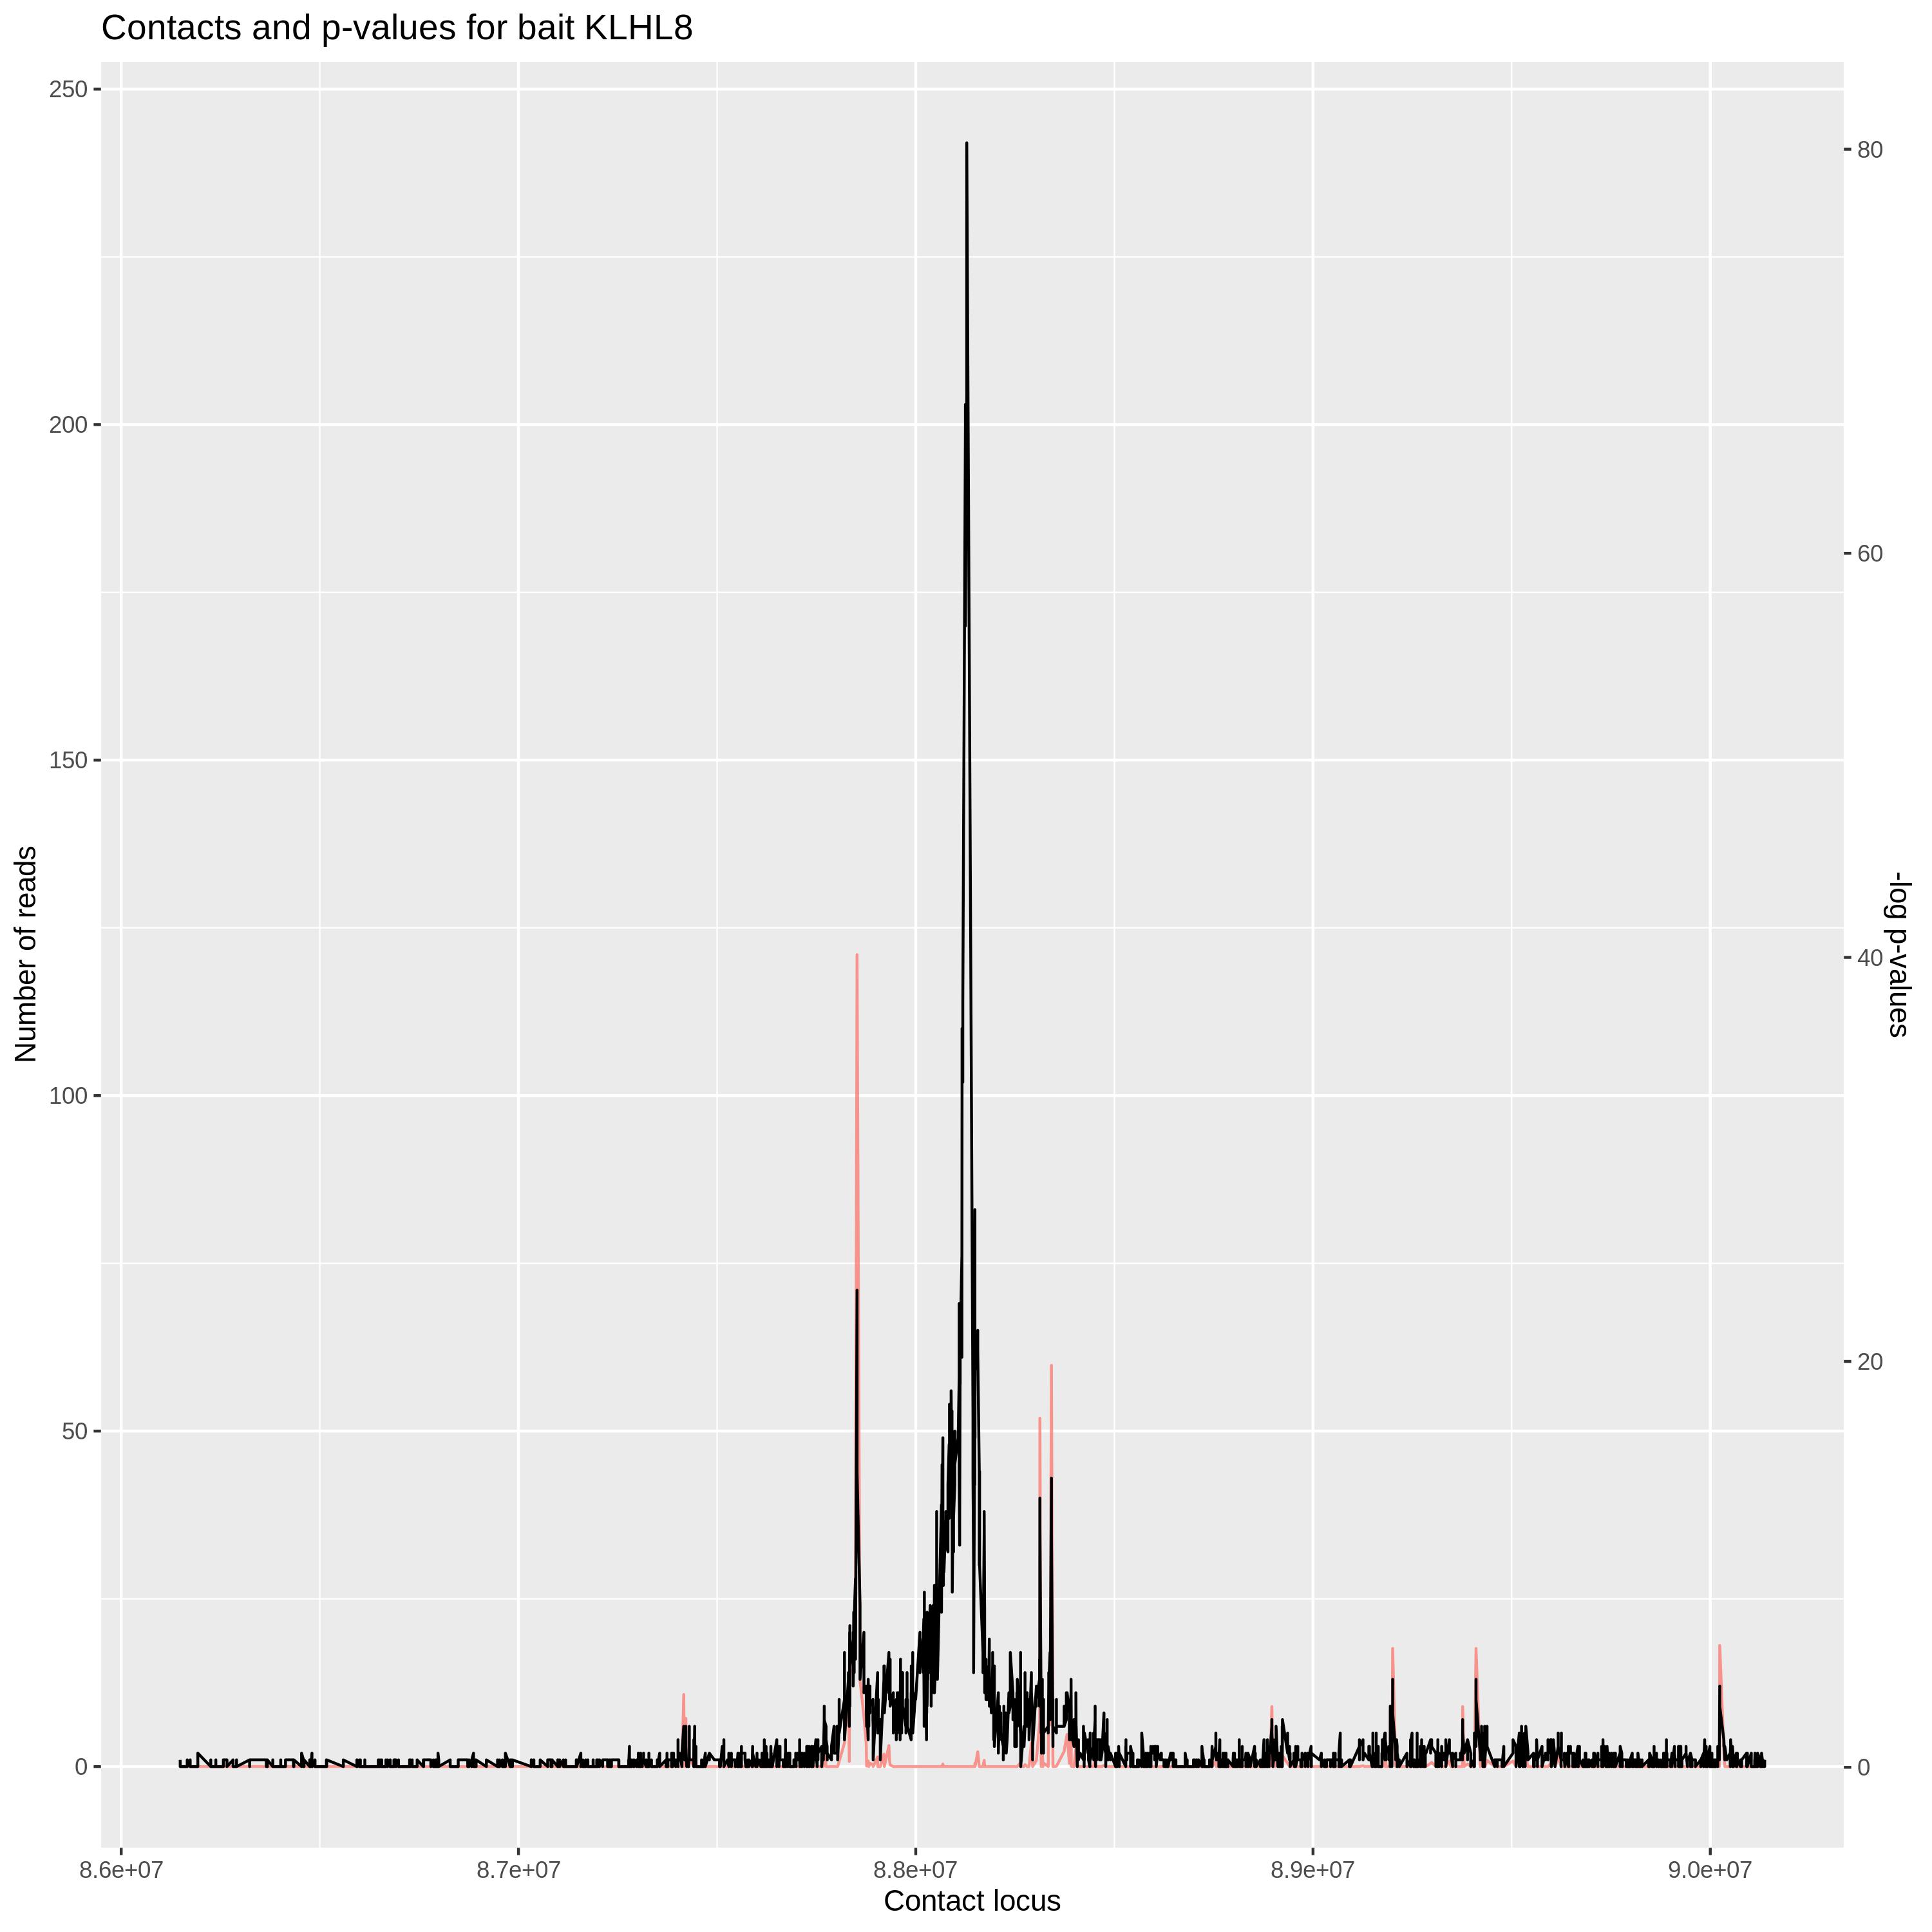 Contacts and p-values for bait KLHL8
250
200
150
100
50
0
Number of reads
80
60
40
20
0
-log p-values
8.6e+07
8.7e+07
8.8e+07
8.9e+07
9.0e+07
Contact locus